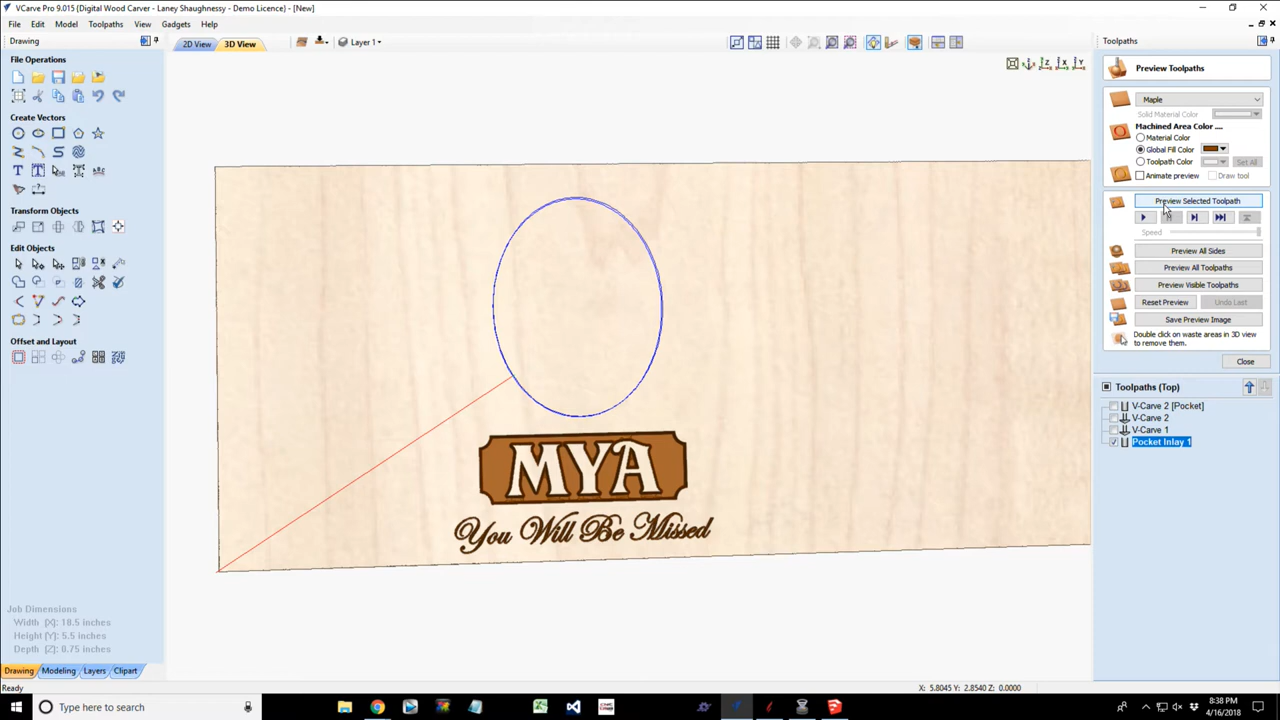 VCarve Pro 9.015 {Digital Wood Carver - Laney Shaughnessy - Demo Licence} - [New]
File Edit Model Toolpaths View Gadgets Help
Drawing
2D View 3D View Layer 1
Toolpaths
File Operations
Create Vectors
Transform Objects
Edit Objects
Offset and Layout
Job Dimensions
Width (X): 10.5 inches
Height (Y): 5.5 inches
Depth (Z): 0.75 inches
Drawing Modeling Layers Clipart
Ready
Z X Y
MYA
You Will Be Missed
Preview Toolpaths
Maple
Solid Material Color
Machined Area Color ....
Material Color
Global Fill Color
Toolpath Color Set All
Animate preview Draw tool
Preview Selected Toolpath
Speed
Preview All Sides
Preview All Toolpaths
Preview Visible Toolpaths
Reset Preview Undo Last
Save Preview Image
Double click on waste areas in 3D view
to remove them.
Close
Toolpaths (Top)
V-Carve 2 [Pocket]
V-Carve 2
V-Carve 1
Pocket Inlay 1
X: 5.8045 Y: 2.8540 Z: 0.0000
Type here to search
8:38 PM
4/16/2018